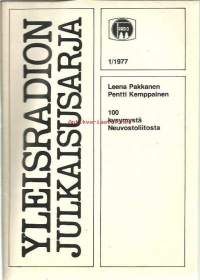 YLEISRADION
JULKAISUSARJA
1/1977
Leena Pakkanen
Pentti Kemppainen
100
kysymystä
Neuvostoliitosta